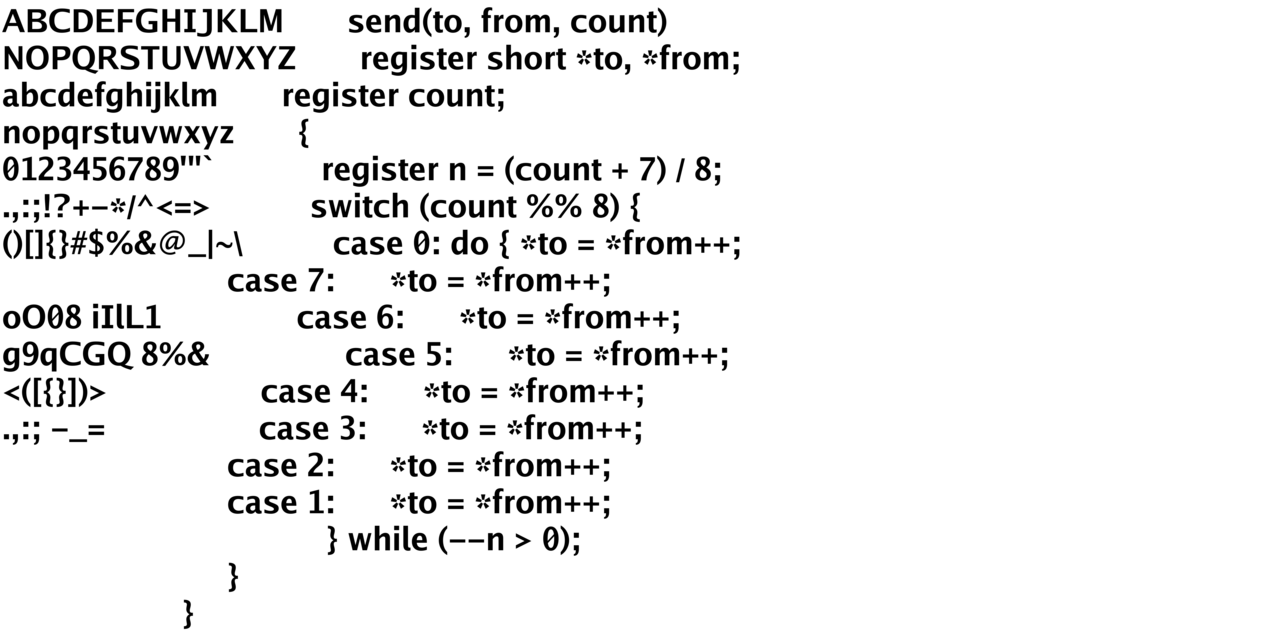 ABCDEFGHIJKLM send(to, from, count)
NOPQRSTUVWXYZ register short *to, *from;
abcdefghijklm register count;
nopqrstuvwxyz {
0123456789"'` register n = (count + 7) / 8;
.,:;!?+-*/^<=> switch (count %% 8) {
()[]{}#$%&@_|~\ case 0: do { *to = *from++;
case 7: *to = *from++;
oO08 iIlL1 case 6: *to = *from++;
g9qCGQ 8%& case 5: *to = *from++;
<([{}])> case 4: *to = *from++;
.,:; -_= case 3: *to = *from++;
case 2: *to = *from++;
case 1: *to = *from++;
} while (--n > 0);
}
}